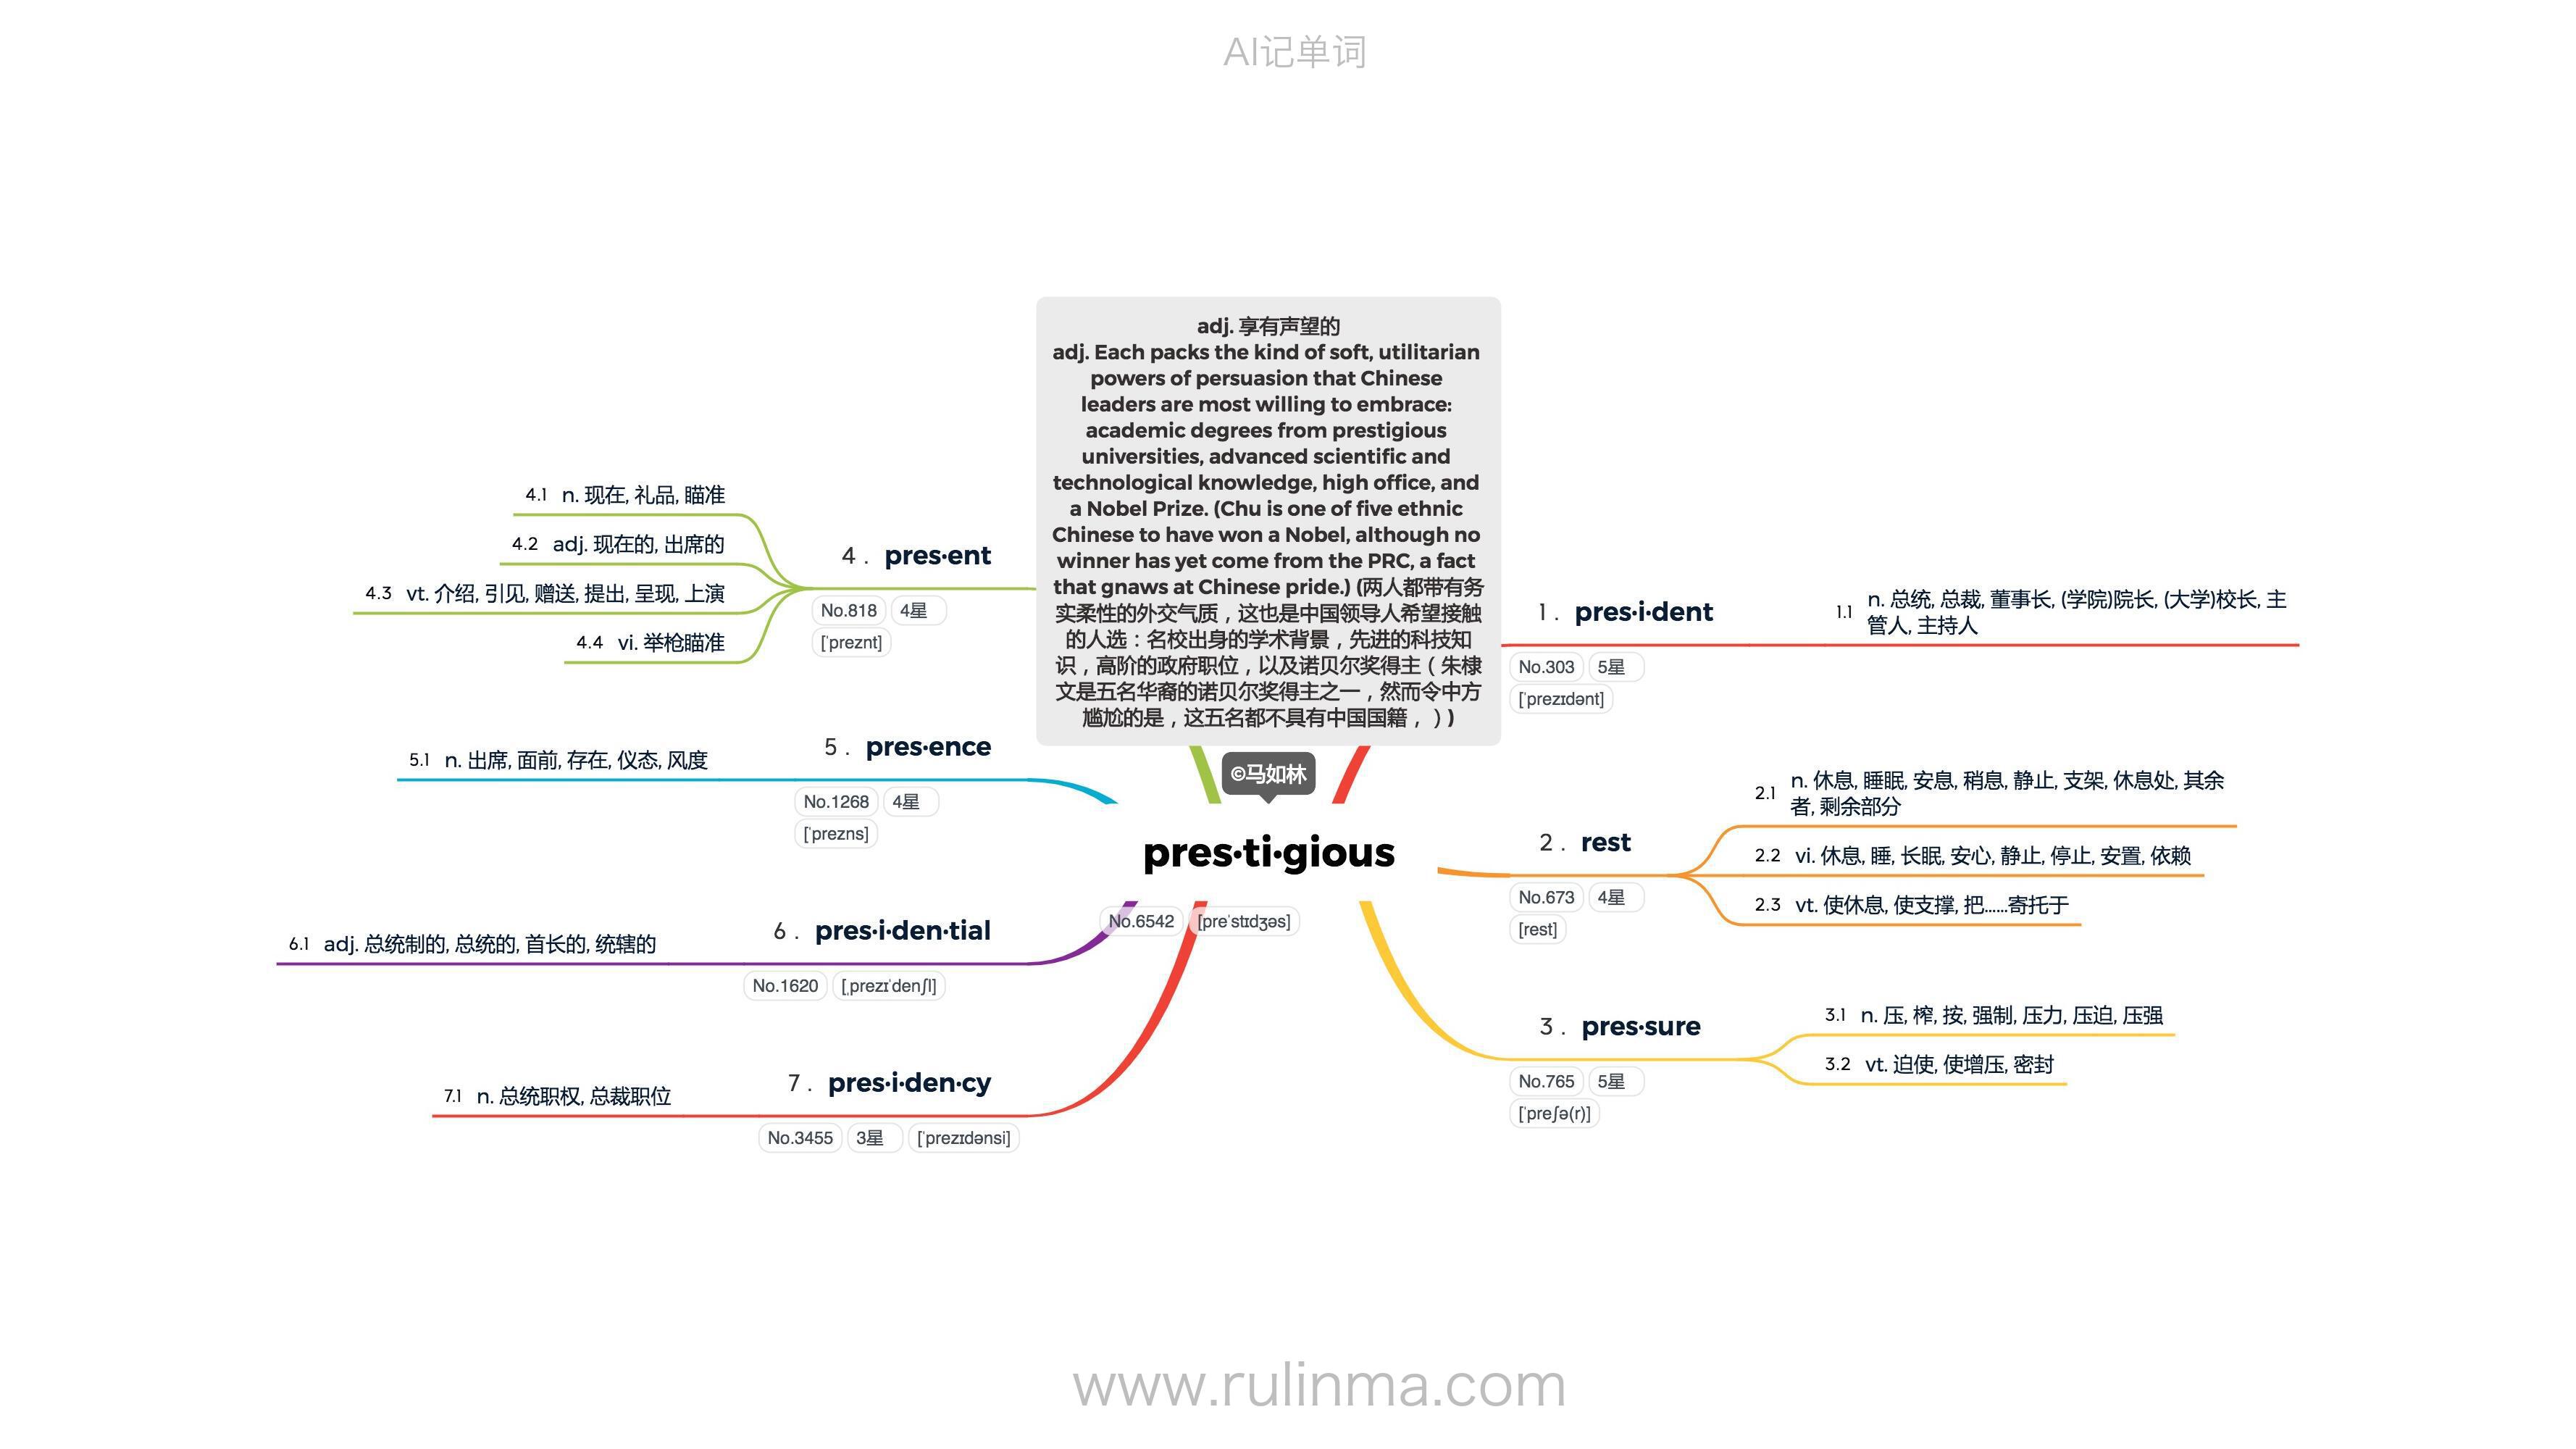 AI记单词
adj. 享有声望的
adj. Each packs the kind of soft, utilitarian
powers of persuasion that Chinese
leaders are most willing to embrace:
academic degrees from prestigious
universities, advanced scientific and
technological knowledge, high office, and
a Nobel Prize. (Chu is one of five ethnic
Chinese to have won a Nobel, although no
winner has yet come from the PRC, a fact
that gnaws at Chinese pride.) (两人都带有务
实柔性的外交气质，这也是中国领导人希望接触
的人选：名校出身的学术背景，先进的科技知
识，高阶的政府职位，以及诺贝尔奖得主（朱棣
文是五名华裔的诺贝尔奖得主之一，然而令中方
尴尬的是，这五名都不具有中国国籍，）)
©马如林
pres·ti·gious
No.6542 [preˈstɪdʒəs]
1. pres·i·dent
No.303 5星
[ˈprezɪdənt]
1.1 n. 总统, 总裁, 董事长, (学院)院长, (大学)校长, 主
管人, 主持人
2. rest
No.673 4星
[rest]
2.1 n. 休息, 睡眠, 安息, 稍息, 静止, 支架, 休息处, 其余
者, 剩余部分
2.2 vi. 休息, 睡, 长眠, 安心, 静止, 停止, 安置, 依赖
2.3 vt. 使休息, 使支撑, 把……寄托于
3. pres·sure
No.765 5星
[ˈpreʃə(r)]
3.1 n. 压, 榨, 按, 强制, 压力, 压迫, 压强
3.2 vt. 迫使, 使增压, 密封
4. pres·ent
No.818 4星
[ˈpreznt]
4.1 n. 现在, 礼品, 瞄准
4.2 adj. 现在的, 出席的
4.3 vt. 介绍, 引见, 赠送, 提出, 呈现, 上演
4.4 vi. 举枪瞄准
5. pres·ence
No.1268 4星
[ˈprezns]
5.1 n. 出席, 面前, 存在, 仪态, 风度
6. pres·i·den·tial
No.1620 [ˌprezɪˈdenʃl]
6.1 adj. 总统制的, 总统的, 首长的, 统辖的
7. pres·i·den·cy
No.3455 3星 [ˈprezɪdənsi]
7.1 n. 总统职权, 总裁职位
www.rulinma.com